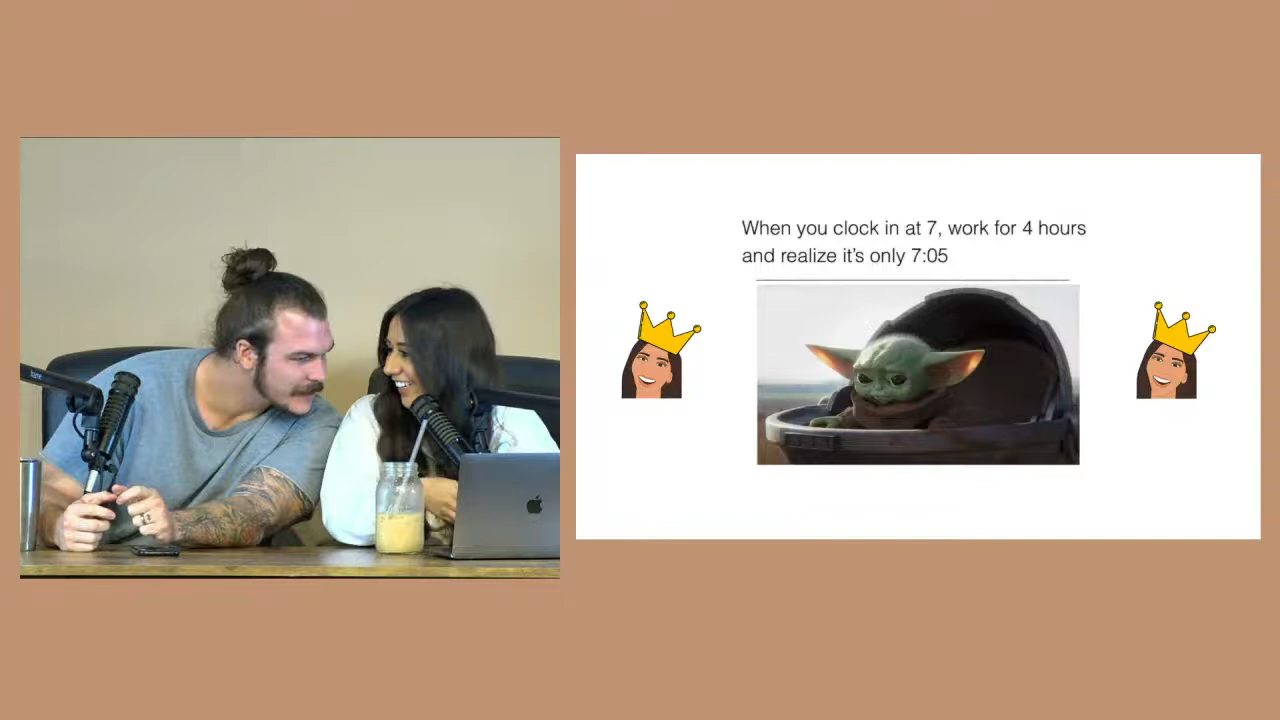 When you clock in at 7, work for 4 hours
and realize it's only 7:05